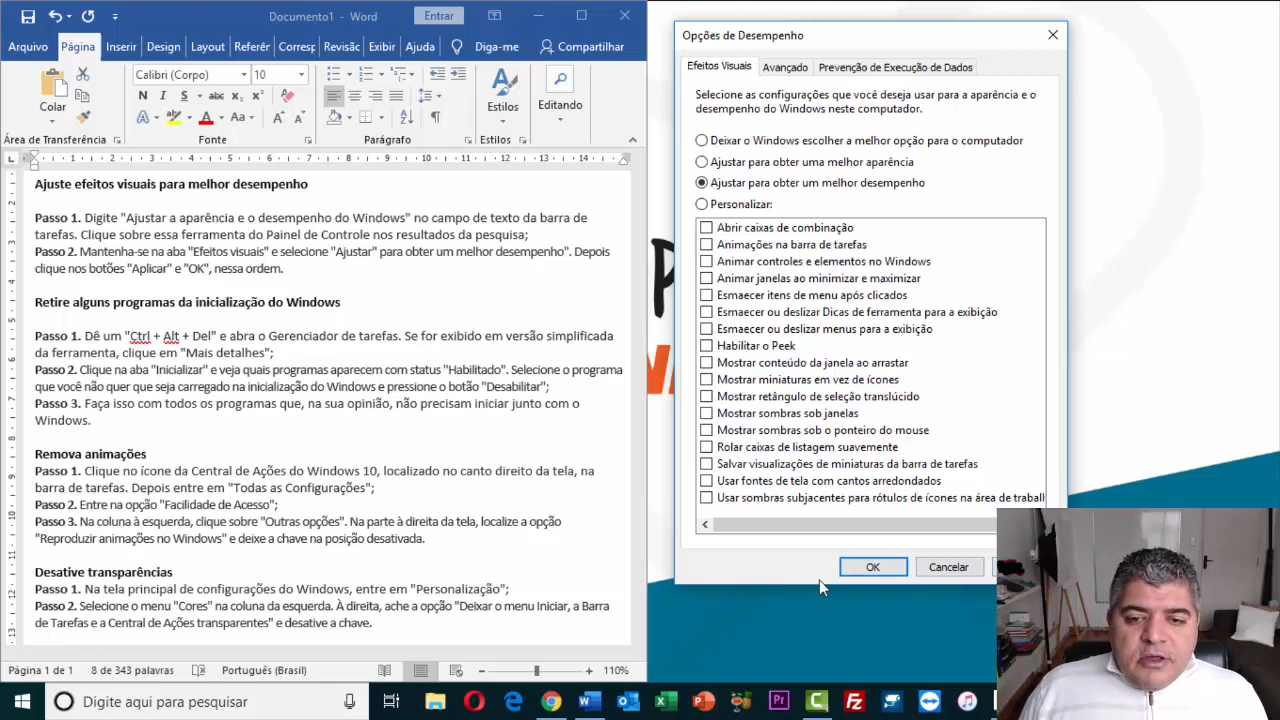 Documento1 - Word
Entrar
Arquivo Página Inserir Design Layout Referêr Corresp Revisão Exibir Ajuda Diga-me Compartilhar
Colar
Calibri (Corpo) 10
N I S abc x₂ x²
A A Aa A A
Estilos
Editando
Área de Transferência Fonte Parágrafo Estilos
1 2 3 4 5 6 7 8 9 10 11 12 13 14
Ajuste efeitos visuais para melhor desempenho
Passo 1. Digite "Ajustar a aparência e o desempenho do Windows" no campo de texto da barra de
tarefas. Clique sobre essa ferramenta do Painel de Controle nos resultados da pesquisa;
Passo 2. Mantenha-se na aba "Efeitos visuais" e selecione "Ajustar" para obter um melhor desempenho". Depois
clique nos botões "Aplicar" e "OK", nessa ordem.
Retire alguns programas da inicialização do Windows
Passo 1. Dê um "Ctrl + Alt + Del" e abra o Gerenciador de tarefas. Se for exibido em versão simplificada
da ferramenta, clique em "Mais detalhes";
Passo 2. Clique na aba "Inicializar" e veja quais programas aparecem com status "Habilitado". Selecione o programa
que você não quer que seja carregado na inicialização do Windows e pressione o botão "Desabilitar";
Passo 3. Faça isso com todos os programas que, na sua opinião, não precisam iniciar junto com o
Windows.
Remova animações
Passo 1. Clique no ícone da Central de Ações do Windows 10, localizado no canto direito da tela, na
barra de tarefas. Depois entre em "Todas as Configurações";
Passo 2. Entre na opção "Facilidade de Acesso";
Passo 3. Na coluna à esquerda, clique sobre "Outras opções". Na parte à direita da tela, localize a opção
"Reproduzir animações no Windows" e deixe a chave na posição desativada.
Desative transparências
Passo 1. Na tela principal de configurações do Windows, entre em "Personalização";
Passo 2. Selecione o menu "Cores" na coluna da esquerda. À direita, ache a opção "Deixar o menu Iniciar, a Barra
de Tarefas e a Central de Ações transparentes" e desative a chave.
Página 1 de 1 8 de 343 palavras Português (Brasil) 110%
Opções de Desempenho
Efeitos Visuais Avançado Prevenção de Execução de Dados
Selecione as configurações que você deseja usar para a aparência e o
desempenho do Windows neste computador.
Deixar o Windows escolher a melhor opção para o computador
Ajustar para obter uma melhor aparência
Ajustar para obter um melhor desempenho
Personalizar:
Abrir caixas de combinação
Animações na barra de tarefas
Animar controles e elementos no Windows
Animar janelas ao minimizar e maximizar
Esmaecer itens de menu após clicados
Esmaecer ou deslizar Dicas de ferramenta para a exibição
Esmaecer ou deslizar menus para a exibição
Habilitar o Peek
Mostrar conteúdo da janela ao arrastar
Mostrar miniaturas em vez de ícones
Mostrar retângulo de seleção translúcido
Mostrar sombras sob janelas
Mostrar sombras sob o ponteiro do mouse
Rolar caixas de listagem suavemente
Salvar visualizações de miniaturas da barra de tarefas
Usar fontes de tela com cantos arredondados
Usar sombras subjacentes para rótulos de ícones na área de trabalh
OK Cancelar
Digite aqui para pesquisar